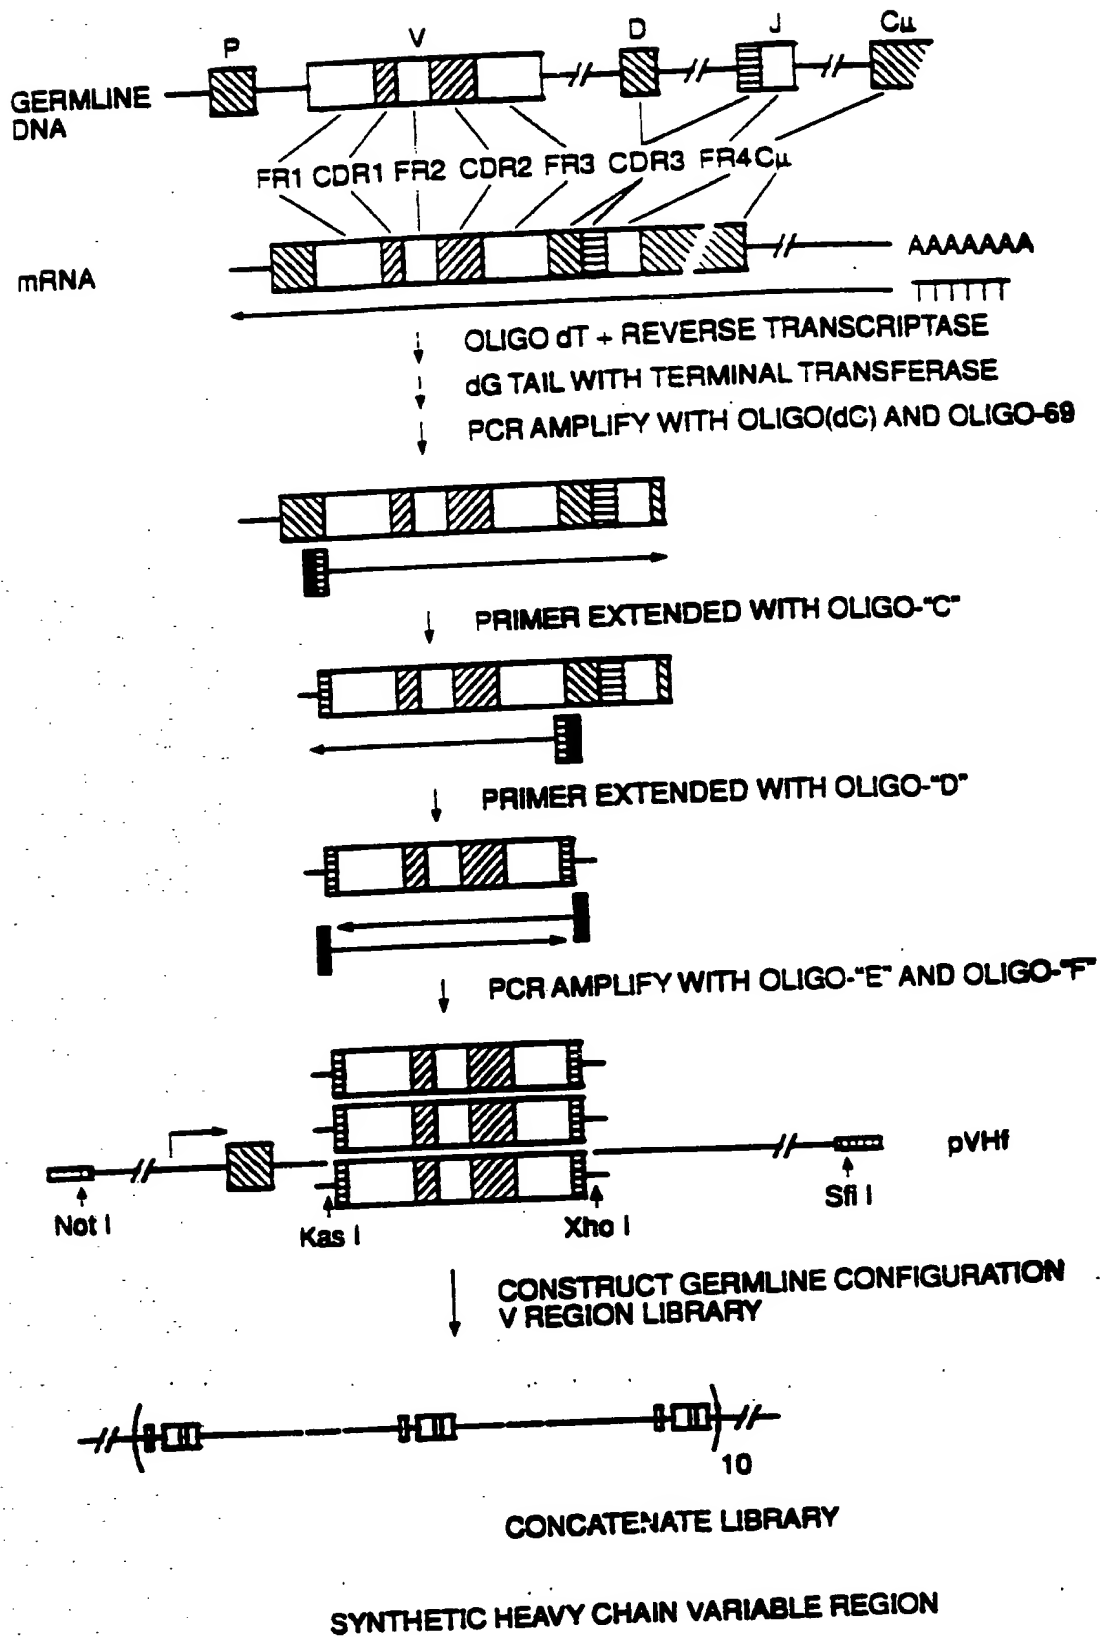 P V D J Cμ
GERMLINE
DNA
FR1 CDR1 FR2 CDR2 FR3 CDR3 FR4 Cμ
mRNA
AAAAAAA
TTTTTT
OLIGO dT + REVERSE TRANSCRIPTASE
dG TAIL WITH TERMINAL TRANSFERASE
PCR AMPLIFY WITH OLIGO(dC) AND OLIGO-69
PRIMER EXTENDED WITH OLIGO-"C"
PRIMER EXTENDED WITH OLIGO-"D"
PCR AMPLIFY WITH OLIGO-"E" AND OLIGO-"F"
pVHf
Not I
Kas I
Xho I
Sfi I
CONSTRUCT GERMLINE CONFIGURATION
V REGION LIBRARY
10
CONCATENATE LIBRARY
SYNTHETIC HEAVY CHAIN VARIABLE REGION